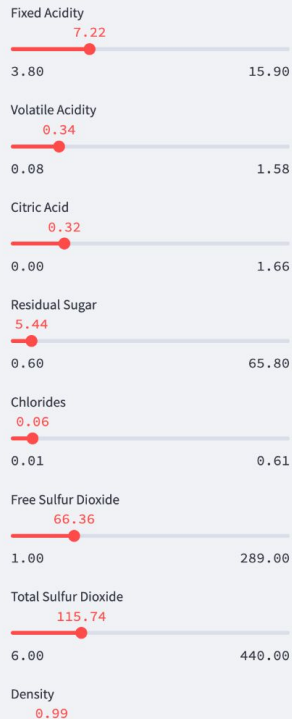 Fixed Acidity
7.22
3.80 15.90
Volatile Acidity
0.34
0.08 1.58
Citric Acid
0.32
0.00 1.66
Residual Sugar
5.44
0.60 65.80
Chlorides
0.06
0.01 0.61
Free Sulfur Dioxide
66.36
1.00 289.00
Total Sulfur Dioxide
115.74
6.00 440.00
Density
0.99